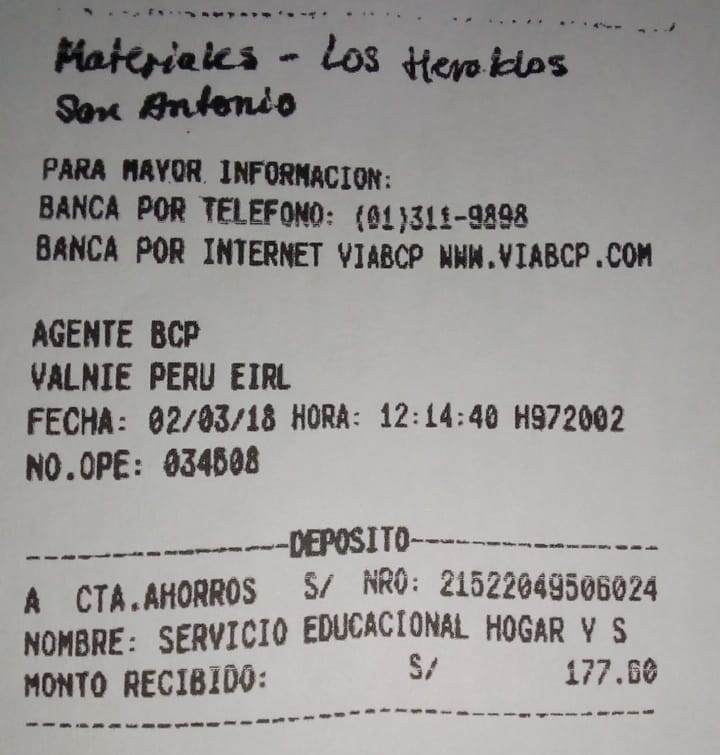 Materiales - Los Heraldos
San Antonio
PARA MAYOR INFORMACION:
BANCA POR TELEFONO: (01)311-9898
BANCA POR INTERNET VIABCP WWW.VIABCP.COM
AGENTE BCP
VALNIE PERU EIRL
FECHA: 02/03/18 HORA: 12:14:40 H972002
NO.OPE: 034508
DEPOSITO
A CTA.AHORROS S/ NRO: 21522049506024
NOMBRE: SERVICIO EDUCACIONAL HOGAR Y S
MONTO RECIBIDO: S/ 177.60